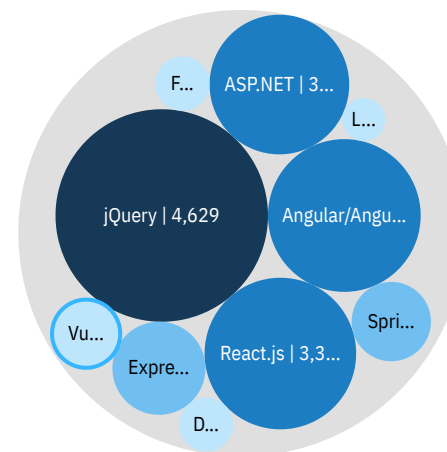 F...
ASP.NET | 3...
L...
jQuery | 4,629
Angular/Angu...
Vu...
Expre...
React.js | 3,3...
Spri...
D...